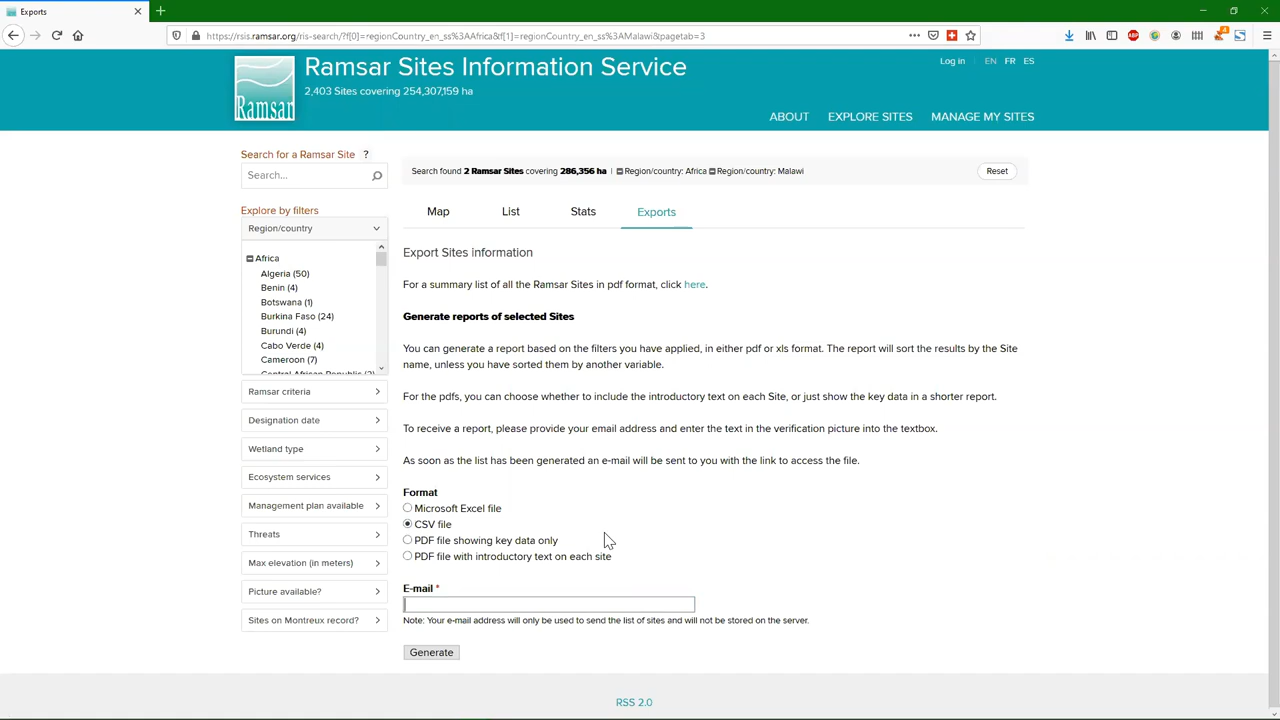 Exports
https://rsis.ramsar.org/ris-search/?f[0]=regionCountry_en_ss%3AAfrica&f[1]=regionCountry_en_ss%3AMalawi&pagetab=3
4
Ramsar
Ramsar Sites Information Service
2,403 Sites covering 254,307,159 ha
Log in
EN FR ES
ABOUT EXPLORE SITES MANAGE MY SITES
Search for a Ramsar Site ?
Search...
Search found 2 Ramsar Sites covering 286,356 ha | Region/country: Africa Region/country: Malawi
Reset
Explore by filters
Region/country
Africa
Algeria (50)
Benin (4)
Botswana (1)
Burkina Faso (24)
Burundi (4)
Cabo Verde (4)
Cameroon (7)
Central African Republic (2)
Ramsar criteria
Designation date
Wetland type
Ecosystem services
Management plan available
Threats
Max elevation (in meters)
Picture available?
Sites on Montreux record?
Map List Stats Exports
Export Sites information
For a summary list of all the Ramsar Sites in pdf format, click here.
Generate reports of selected Sites
You can generate a report based on the filters you have applied, in either pdf or xls format. The report will sort the results by the Site
name, unless you have sorted them by another variable.
For the pdfs, you can choose whether to include the introductory text on each Site, or just show the key data in a shorter report.
To receive a report, please provide your email address and enter the text in the verification picture into the textbox.
As soon as the list has been generated an e-mail will be sent to you with the link to access the file.
Format
Microsoft Excel file
CSV file
PDF file showing key data only
PDF file with introductory text on each site
E-mail *
Note: Your e-mail address will only be used to send the list of sites and will not be stored on the server.
Generate
RSS 2.0